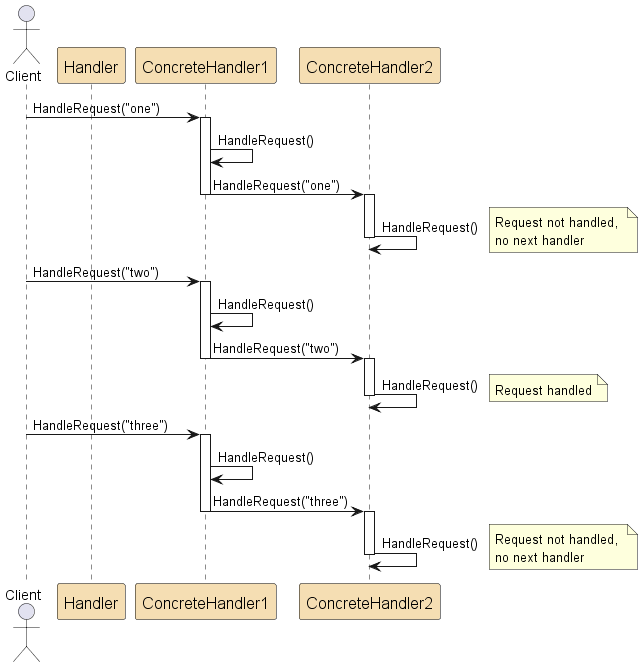 Client
Handler
ConcreteHandler1
ConcreteHandler2
HandleRequest("one")
HandleRequest()
HandleRequest("one")
HandleRequest()
Request not handled,
no next handler
HandleRequest("two")
HandleRequest()
HandleRequest("two")
HandleRequest()
Request handled
HandleRequest("three")
HandleRequest()
HandleRequest("three")
HandleRequest()
Request not handled,
no next handler
Client
Handler
ConcreteHandler1
ConcreteHandler2